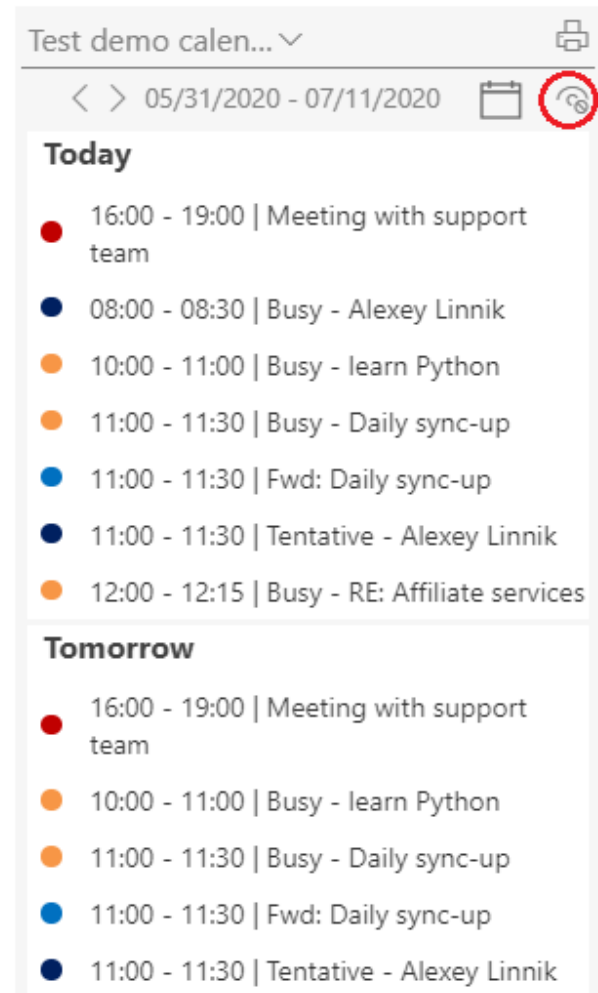 Test demo calen...
05/31/2020 - 07/11/2020
Today
16:00 - 19:00 | Meeting with support
team
08:00 - 08:30 | Busy - Alexey Linnik
10:00 - 11:00 | Busy - learn Python
11:00 - 11:30 | Busy - Daily sync-up
11:00 - 11:30 | Fwd: Daily sync-up
11:00 - 11:30 | Tentative - Alexey Linnik
12:00 - 12:15 | Busy - RE: Affiliate services
Tomorrow
16:00 - 19:00 | Meeting with support
team
10:00 - 11:00 | Busy - learn Python
11:00 - 11:30 | Busy - Daily sync-up
11:00 - 11:30 | Fwd: Daily sync-up
11:00 - 11:30 | Tentative - Alexey Linnik